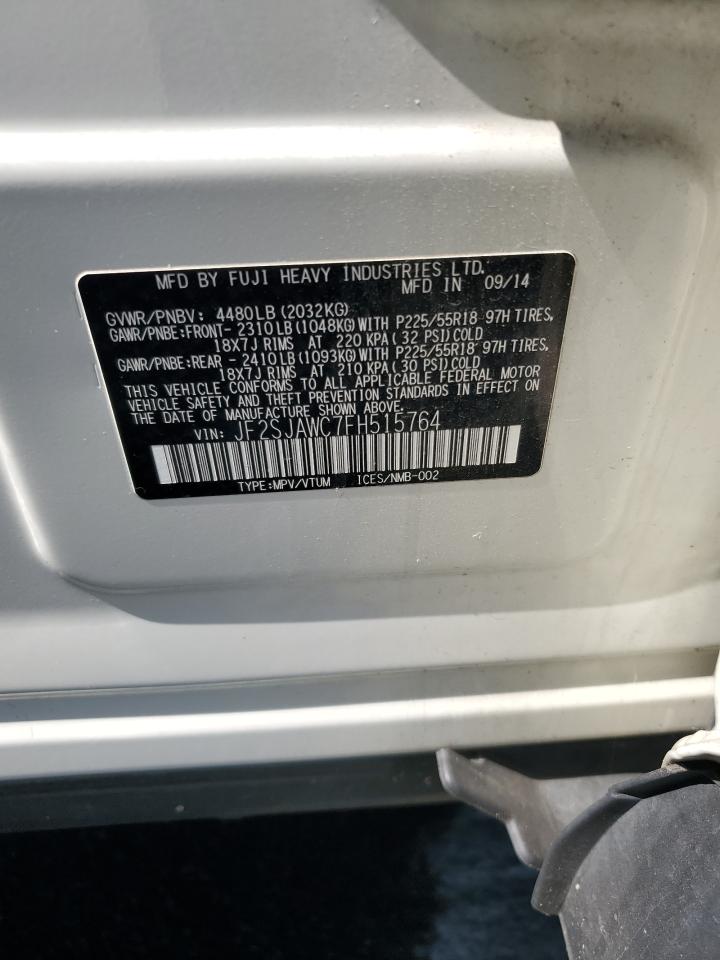 MFD BY FUJI HEAVY INDUSTRIES LTD.
MFD IN 09/14
GVWR/PNBV: 4480LB (2032KG)
GAWR/PNBE:FRONT- 2310LB (1048KG) WITH P225/55R18 97H TIRES,
18X7J RIMS AT 220 KPA ( 32 PSI) COLD
GAWR/PNBE:REAR - 2410LB (1093KG) WITH P225/55R18 97H TIRES,
18X7J RIMS AT 210 KPA ( 30 PSI) COLD
THIS VEHICLE CONFORMS TO ALL APPLICABLE FEDERAL MOTOR
VEHICLE SAFETY AND THEFT PREVENTION STANDARDS IN EFFECT ON
THE DATE OF MANUFACTURE SHOWN ABOVE.
VIN: JF2SJAWC7FH515764
TYPE:MPV/VTUM ICES/NMB-002